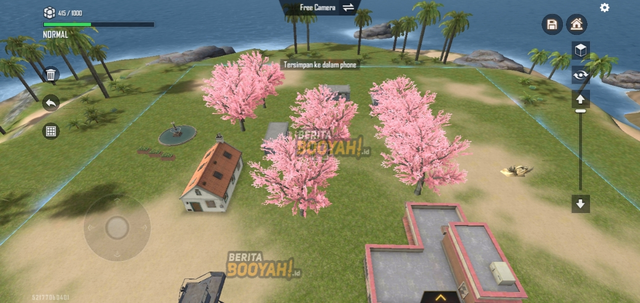 415 / 1000
NORMAL
Free Camera
Tersimpan ke dalam phone
BERITA
BOOYAH!.id
BERITA
BOOYAH!.id